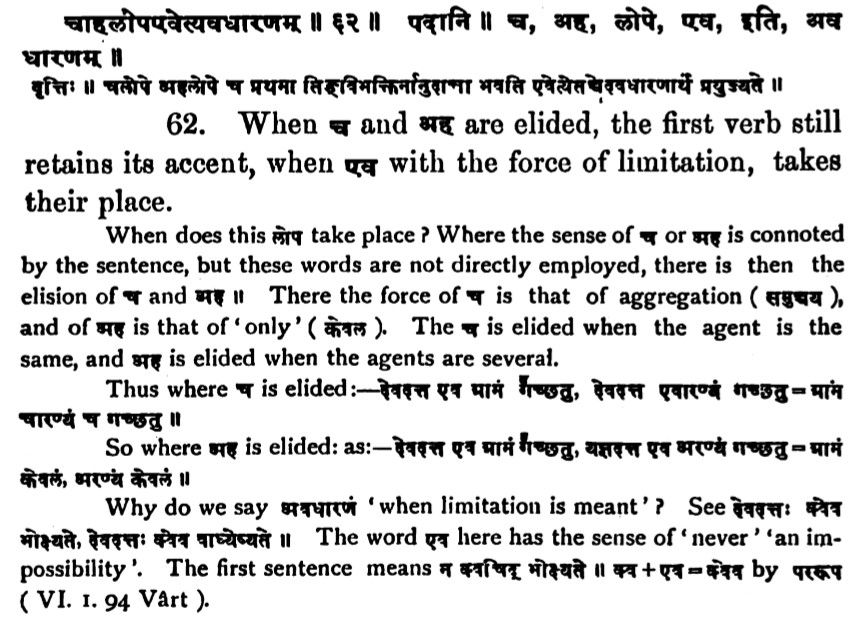 चाहलोपएवेत्यवधारणम् ॥ ६२ ॥ पदानि ॥ च, अह, लोपे, एव, इति, अव
धारणम् ॥
वृत्तिः ॥ चलोपे अहलोपे च प्रथमा तिङ्विभक्तिर्नानुदात्ता भवति एवेत्येतच्चेदवधारणार्थे प्रयुज्यते ॥
62. When च and अह are elided, the first verb still
retains its accent, when एव with the force of limitation, takes
their place.
When does this लोप take place ? Where the sense of च or अह is connoted
by the sentence, but these words are not directly employed, there is then the
elision of च and अह ॥ There the force of च is that of aggregation ( समुच्चय ),
and of अह is that of ‘only’ ( केवल ). The च is elided when the agent is the
same, and अह is elided when the agents are several.
Thus where च is elided:—देवदत्त एव ग्रामं गच्छतु, देवदत्त एवारण्यं गच्छतु=ग्रामं
चारण्यं च गच्छतु ॥
So where अह is elided: as:—देवदत्त एव ग्रामं गच्छतु, यज्ञदत्त एव अरण्यं गच्छतु=ग्रामं
केवलं, अरण्यं केवलं ॥
Why do we say अवधारणं ‘when limitation is meant’ ? See देवदत्तः क्वेव
भोक्ष्यते, देवदत्तः क्वेव वाध्येष्यते ॥ The word एव here has the sense of ‘never’ ‘an im-
possibility’. The first sentence means न क्वचिद् भोक्ष्यते ॥ क्व+एव=क्वेव by पररूप
( VI. 1. 94 Vârt ).